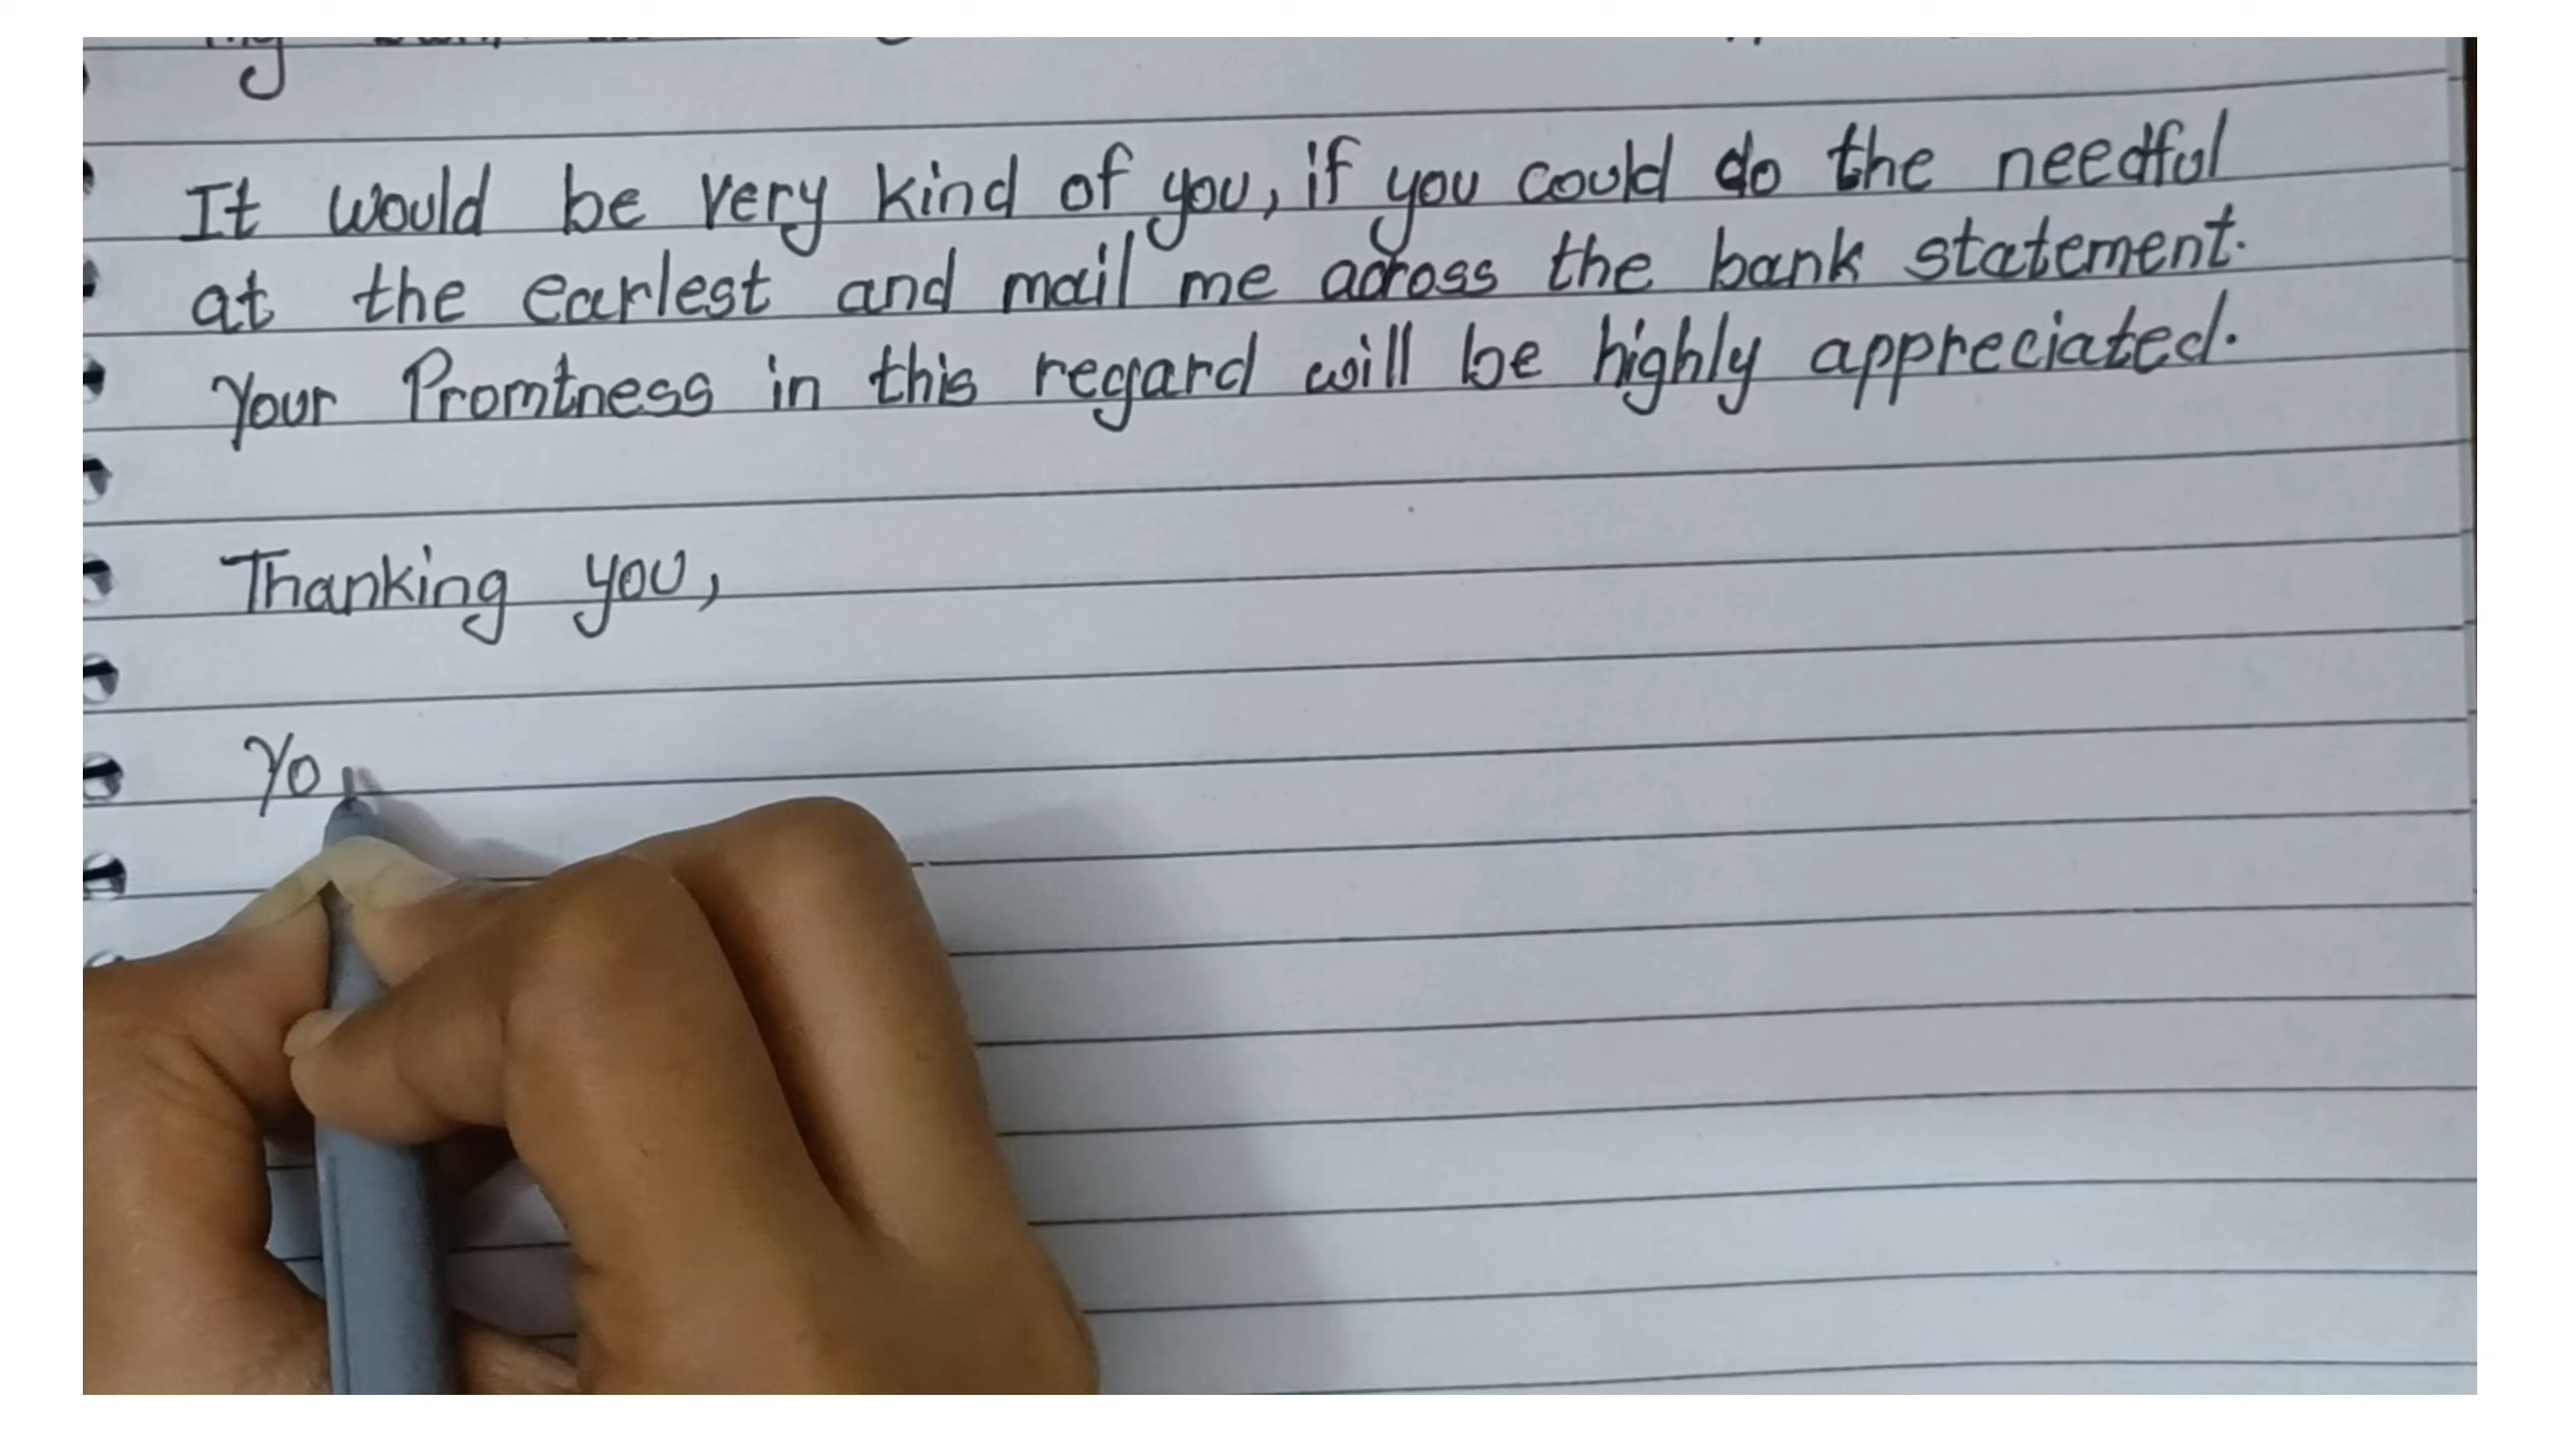 It would be very kind of you, if you could do the needful
at the earlest and mail me across the bank statement.
Your Promtness in this regard will be highly appreciated.
Thanking you,
Yo